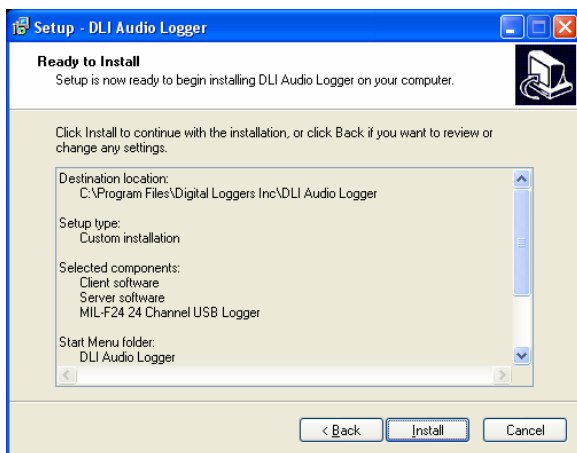 Setup - DLI Audio Logger
Ready to Install
Setup is now ready to begin installing DLI Audio Logger on your computer.
Click Install to continue with the installation, or click Back if you want to review or
change any settings.
Destination location:
C:\Program Files\Digital Loggers Inc\DLI Audio Logger
Setup type:
Custom installation
Selected components:
Client software
Server software
MIL-F24 24 Channel USB Logger
Start Menu folder:
DLI Audio Logger
< Back
Install
Cancel